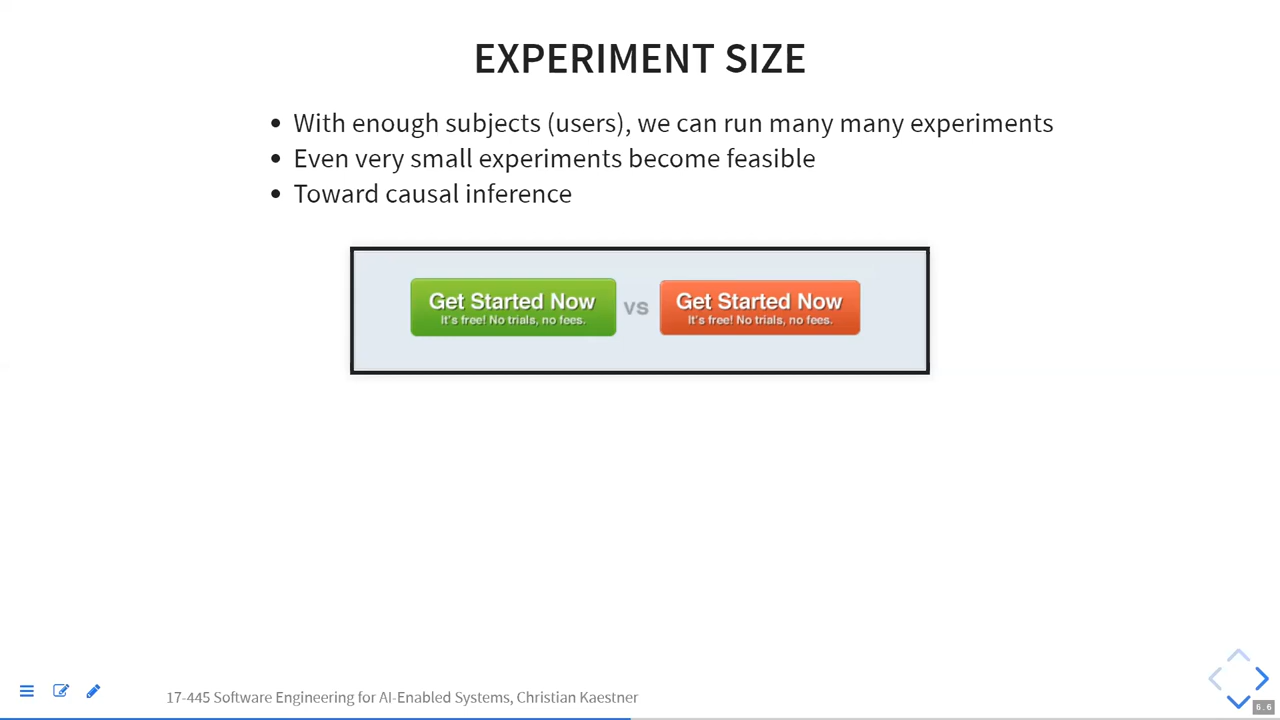 EXPERIMENT SIZE
With enough subjects (users), we can run many many experiments
Even very small experiments become feasible
Toward causal inference
Get Started Now
It's free! No trials, no fees.
vs
Get Started Now
It's free! No trials, no fees.
17-445 Software Engineering for AI-Enabled Systems, Christian Kaestner
6.6